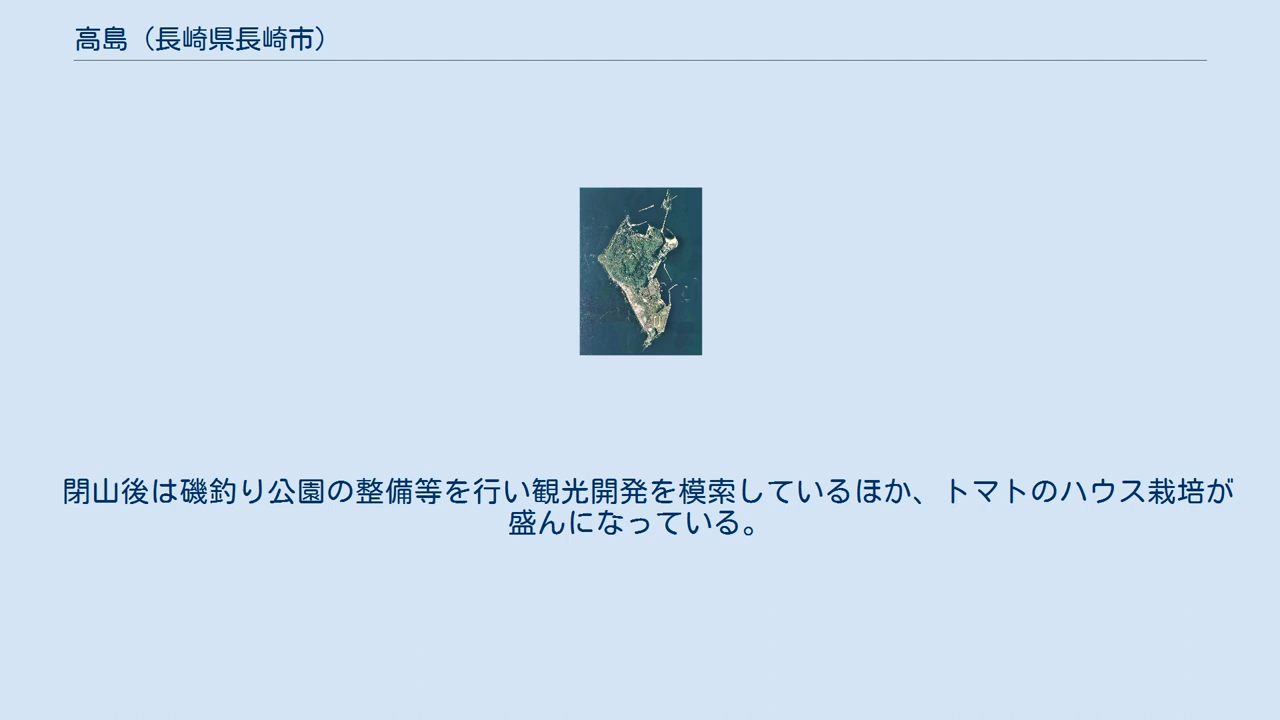 高島（長崎県長崎市）
閉山後は磯釣り公園の整備等を行い観光開発を模索しているほか、トマトのハウス栽培が
盛んになっている。